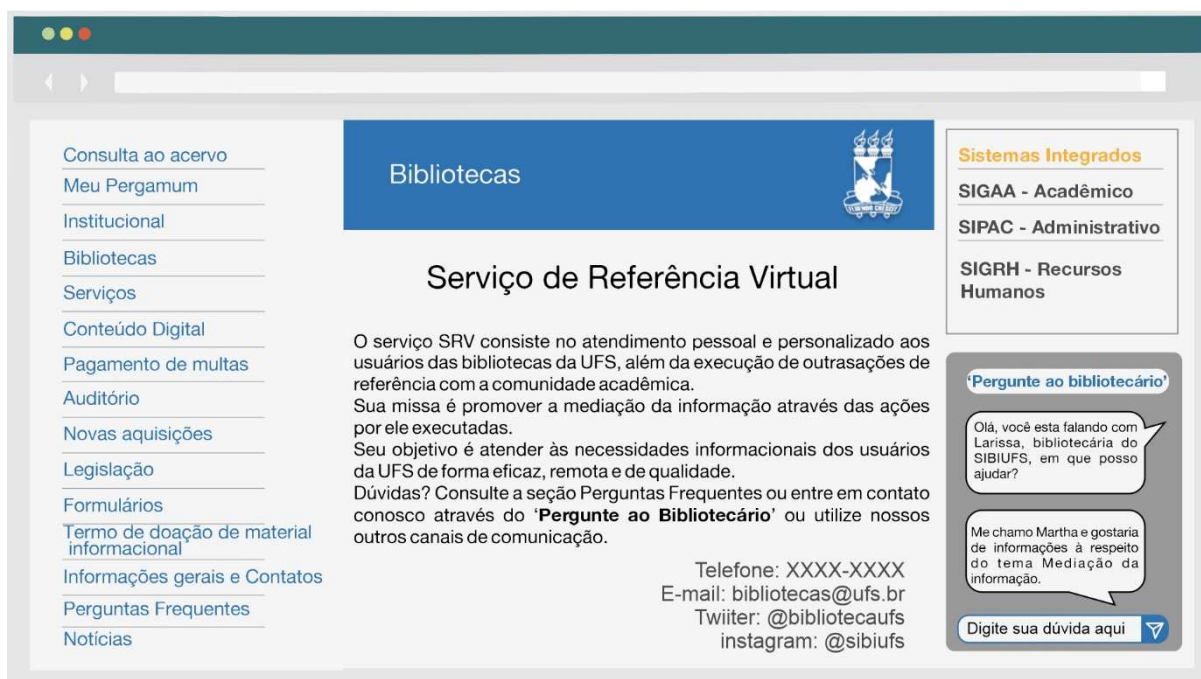 Consulta ao acervo
Meu Pergamum
Institucional
Bibliotecas
Serviços
Conteúdo Digital
Pagamento de multas
Auditório
Novas aquisições
Legislação
Formulários
Termo de doação de material
informacional
Informações gerais e Contatos
Perguntas Frequentes
Notícias
Bibliotecas
Serviço de Referência Virtual
O serviço SRV consiste no atendimento pessoal e personalizado aos
usuários das bibliotecas da UFS, além da execução de outrasações de
referência com a comunidade acadêmica.
Sua missa é promover a mediação da informação através das ações
por ele executadas.
Seu objetivo é atender às necessidades informacionais dos usuários
da UFS de forma eficaz, remota e de qualidade.
Dúvidas? Consulte a seção Perguntas Frequentes ou entre em contato
conosco através do ‘Pergunte ao Bibliotecário’ ou utilize nossos
outros canais de comunicação.
Telefone: XXXX-XXXX
E-mail: bibliotecas@ufs.br
Twiiter: @bibliotecaufs
instagram: @sibiufs
Sistemas Integrados
SIGAA - Acadêmico
SIPAC - Administrativo
SIGRH - Recursos
Humanos
‘Pergunte ao bibliotecário’
Olá, você esta falando com
Larissa, bibliotecária do
SIBIUFS, em que posso
ajudar?
Me chamo Martha e gostaria
de informações à respeito
do tema Mediação da
informação.
Digite sua dúvida aqui